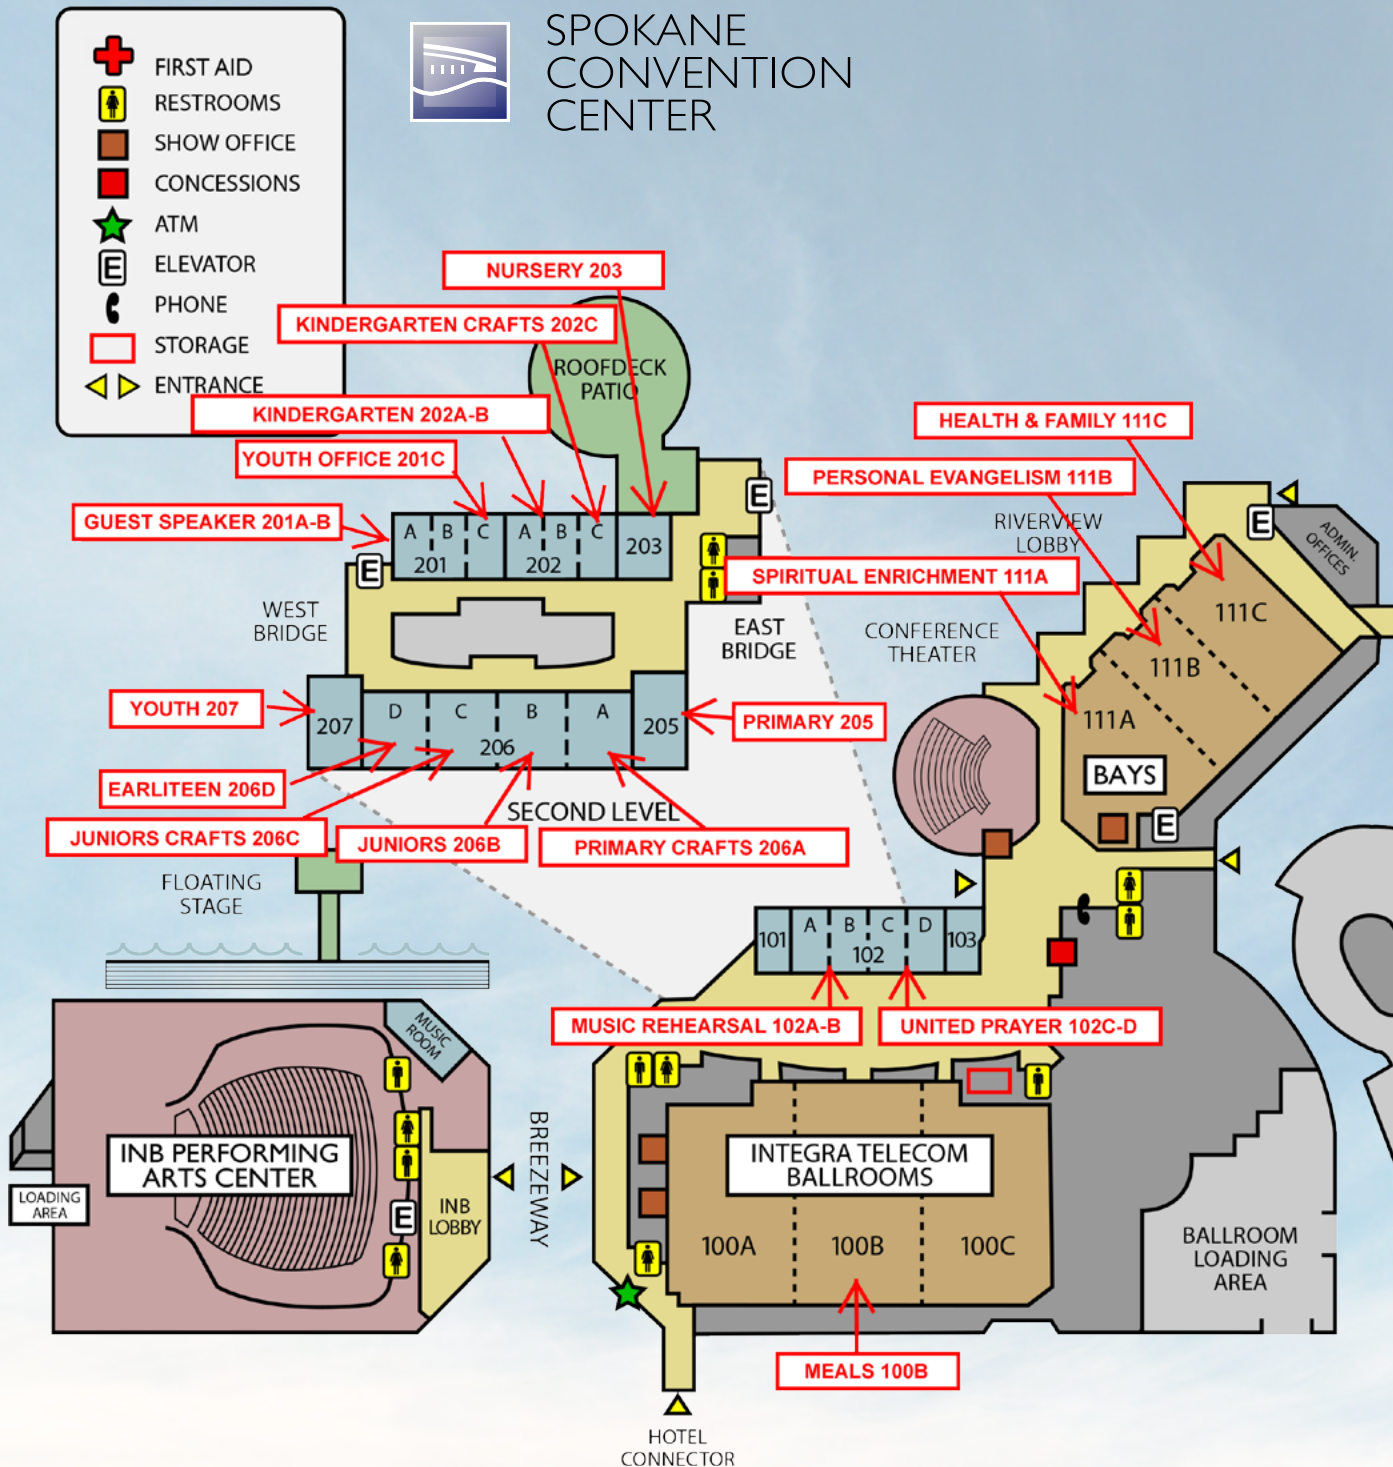 SPOKANE
CONVENTION
CENTER
FIRST AID
RESTROOMS
SHOW OFFICE
CONCESSIONS
ATM
E
ELEVATOR
PHONE
STORAGE
ENTRANCE
NURSERY 203
KINDERGARTEN CRAFTS 202C
ROOFDECK
PATIO
KINDERGARTEN 202A-B
YOUTH OFFICE 201C
GUEST SPEAKER 201A-B
A B C A B C
201 202 203
E
E
WEST
BRIDGE
EAST
BRIDGE
YOUTH 207
207
D C B A
206
205
PRIMARY 205
EARLITEEN 206D
JUNIORS CRAFTS 206C
JUNIORS 206B
PRIMARY CRAFTS 206A
SECOND LEVEL
HEALTH & FAMILY 111C
PERSONAL EVANGELISM 111B
RIVERVIEW
LOBBY
SPIRITUAL ENRICHMENT 111A
E
ADMIN.
OFFICES
CONFERENCE
THEATER
111C
111B
111A
BAYS
E
FLOATING
STAGE
101 A B C D 103
102
MUSIC REHEARSAL 102A-B
UNITED PRAYER 102C-D
MUSIC
ROOM
INB PERFORMING
ARTS CENTER
LOADING
AREA
E
INB
LOBBY
BREEZEWAY
INTEGRA TELECOM
BALLROOMS
100A 100B 100C
BALLROOM
LOADING
AREA
MEALS 100B
HOTEL
CONNECTOR